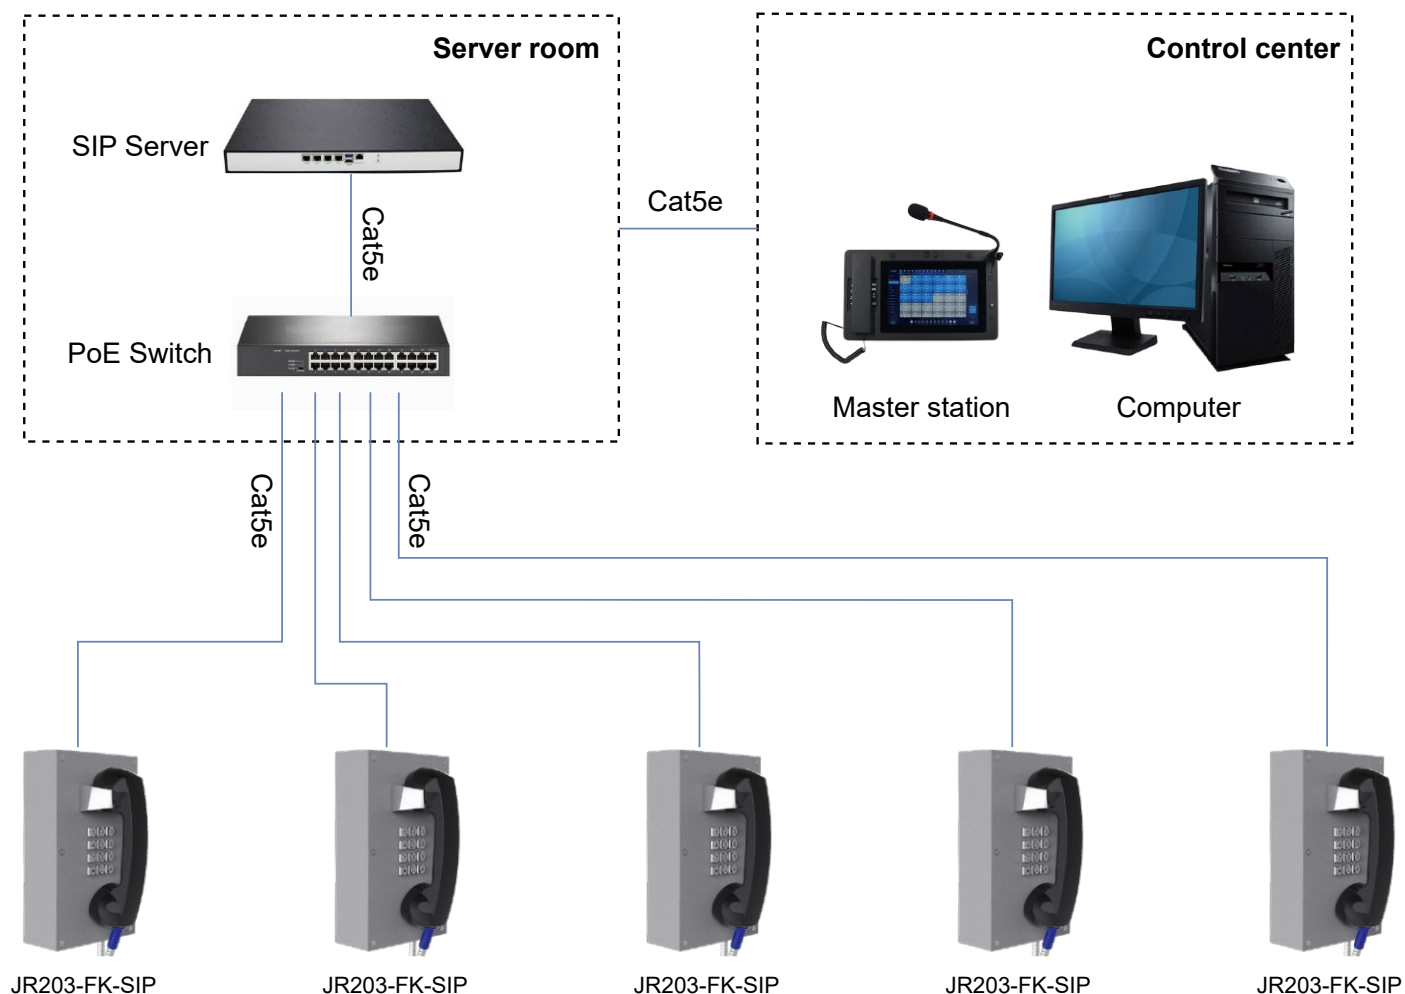 Server room
Control center
SIP Server
Cat5e
Cat5e
PoE Switch
Master station
Computer
Cat5e
Cat5e
JR203-FK-SIP
JR203-FK-SIP
JR203-FK-SIP
JR203-FK-SIP
JR203-FK-SIP